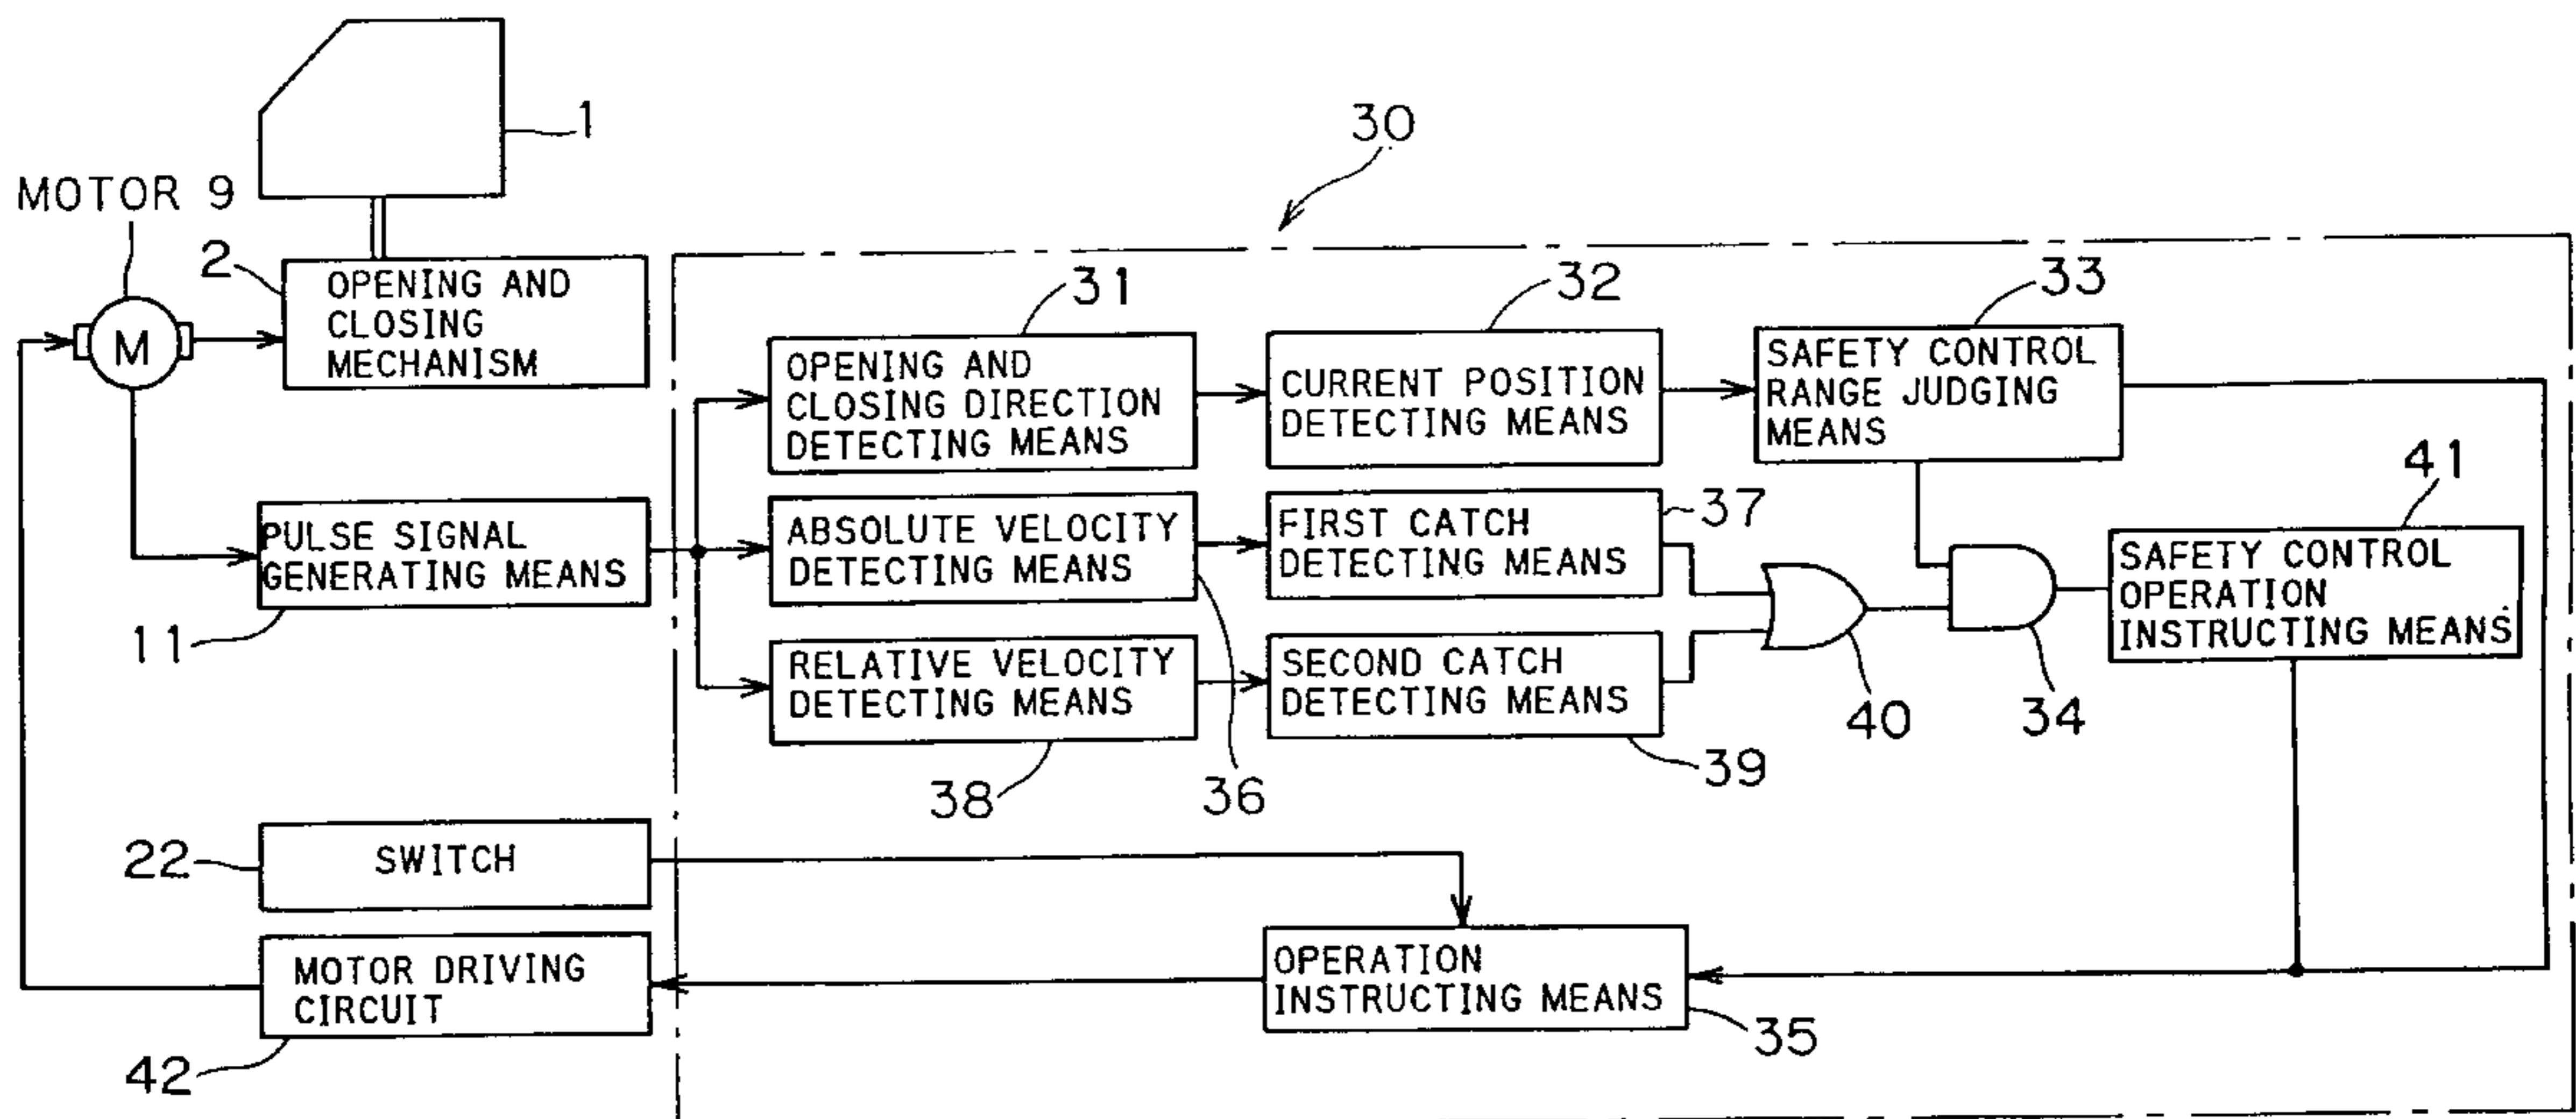 1
30
MOTOR 9
2
OPENING AND
CLOSING
MECHANISM
M
31
32
33
OPENING AND
CLOSING DIRECTION
DETECTING MEANS
CURRENT POSITION
DETECTING MEANS
SAFETY CONTROL
RANGE JUDGING
MEANS
41
PULSE SIGNAL
GENERATING MEANS
11
ABSOLUTE VELOCITY
DETECTING MEANS
36
FIRST CATCH
DETECTING MEANS
37
SAFETY CONTROL
OPERATION
INSTRUCTING MEANS
RELATIVE VELOCITY
DETECTING MEANS
38
SECOND CATCH
DETECTING MEANS
39
40
34
22
SWITCH
MOTOR DRIVING
CIRCUIT
42
OPERATION
INSTRUCTING MEANS
35